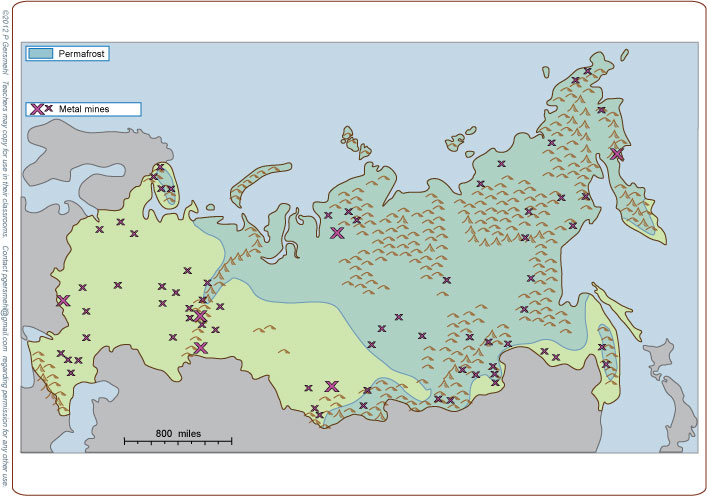 Permafrost
Metal mines
800 miles
©2012 P Gersmehl Teachers may copy for use in their classrooms. Contact pgersmehl@gmail.com regarding permission for any other use.